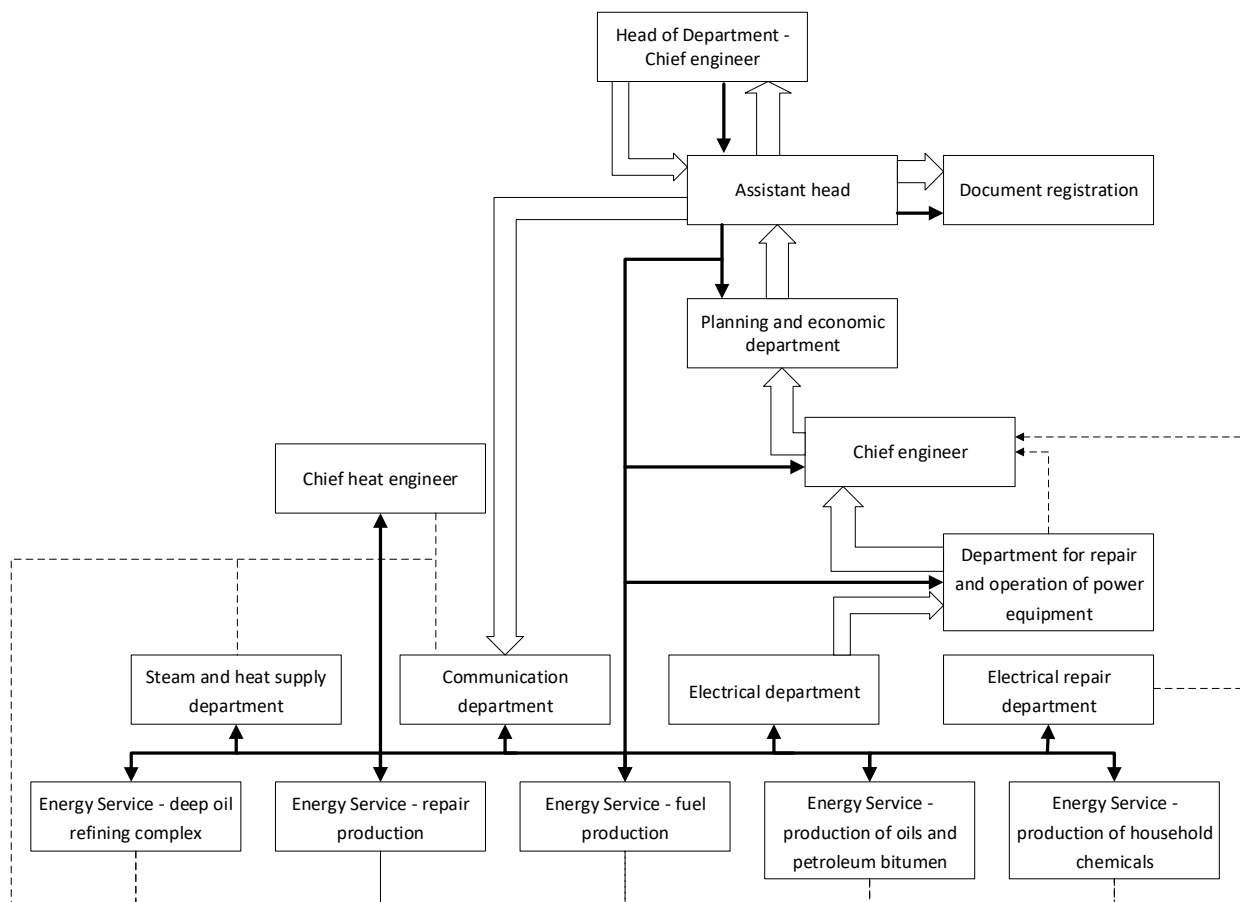 Head of Department -
Chief engineer
Assistant head
Document registration
Planning and economic
department
Chief engineer
Chief heat engineer
Department for repair
and operation of power
equipment
Steam and heat supply
department
Communication
department
Electrical department
Electrical repair
department
Energy Service - deep oil
refining complex
Energy Service - repair
production
Energy Service - fuel
production
Energy Service -
production of oils and
petroleum bitumen
Energy Service -
production of household
chemicals